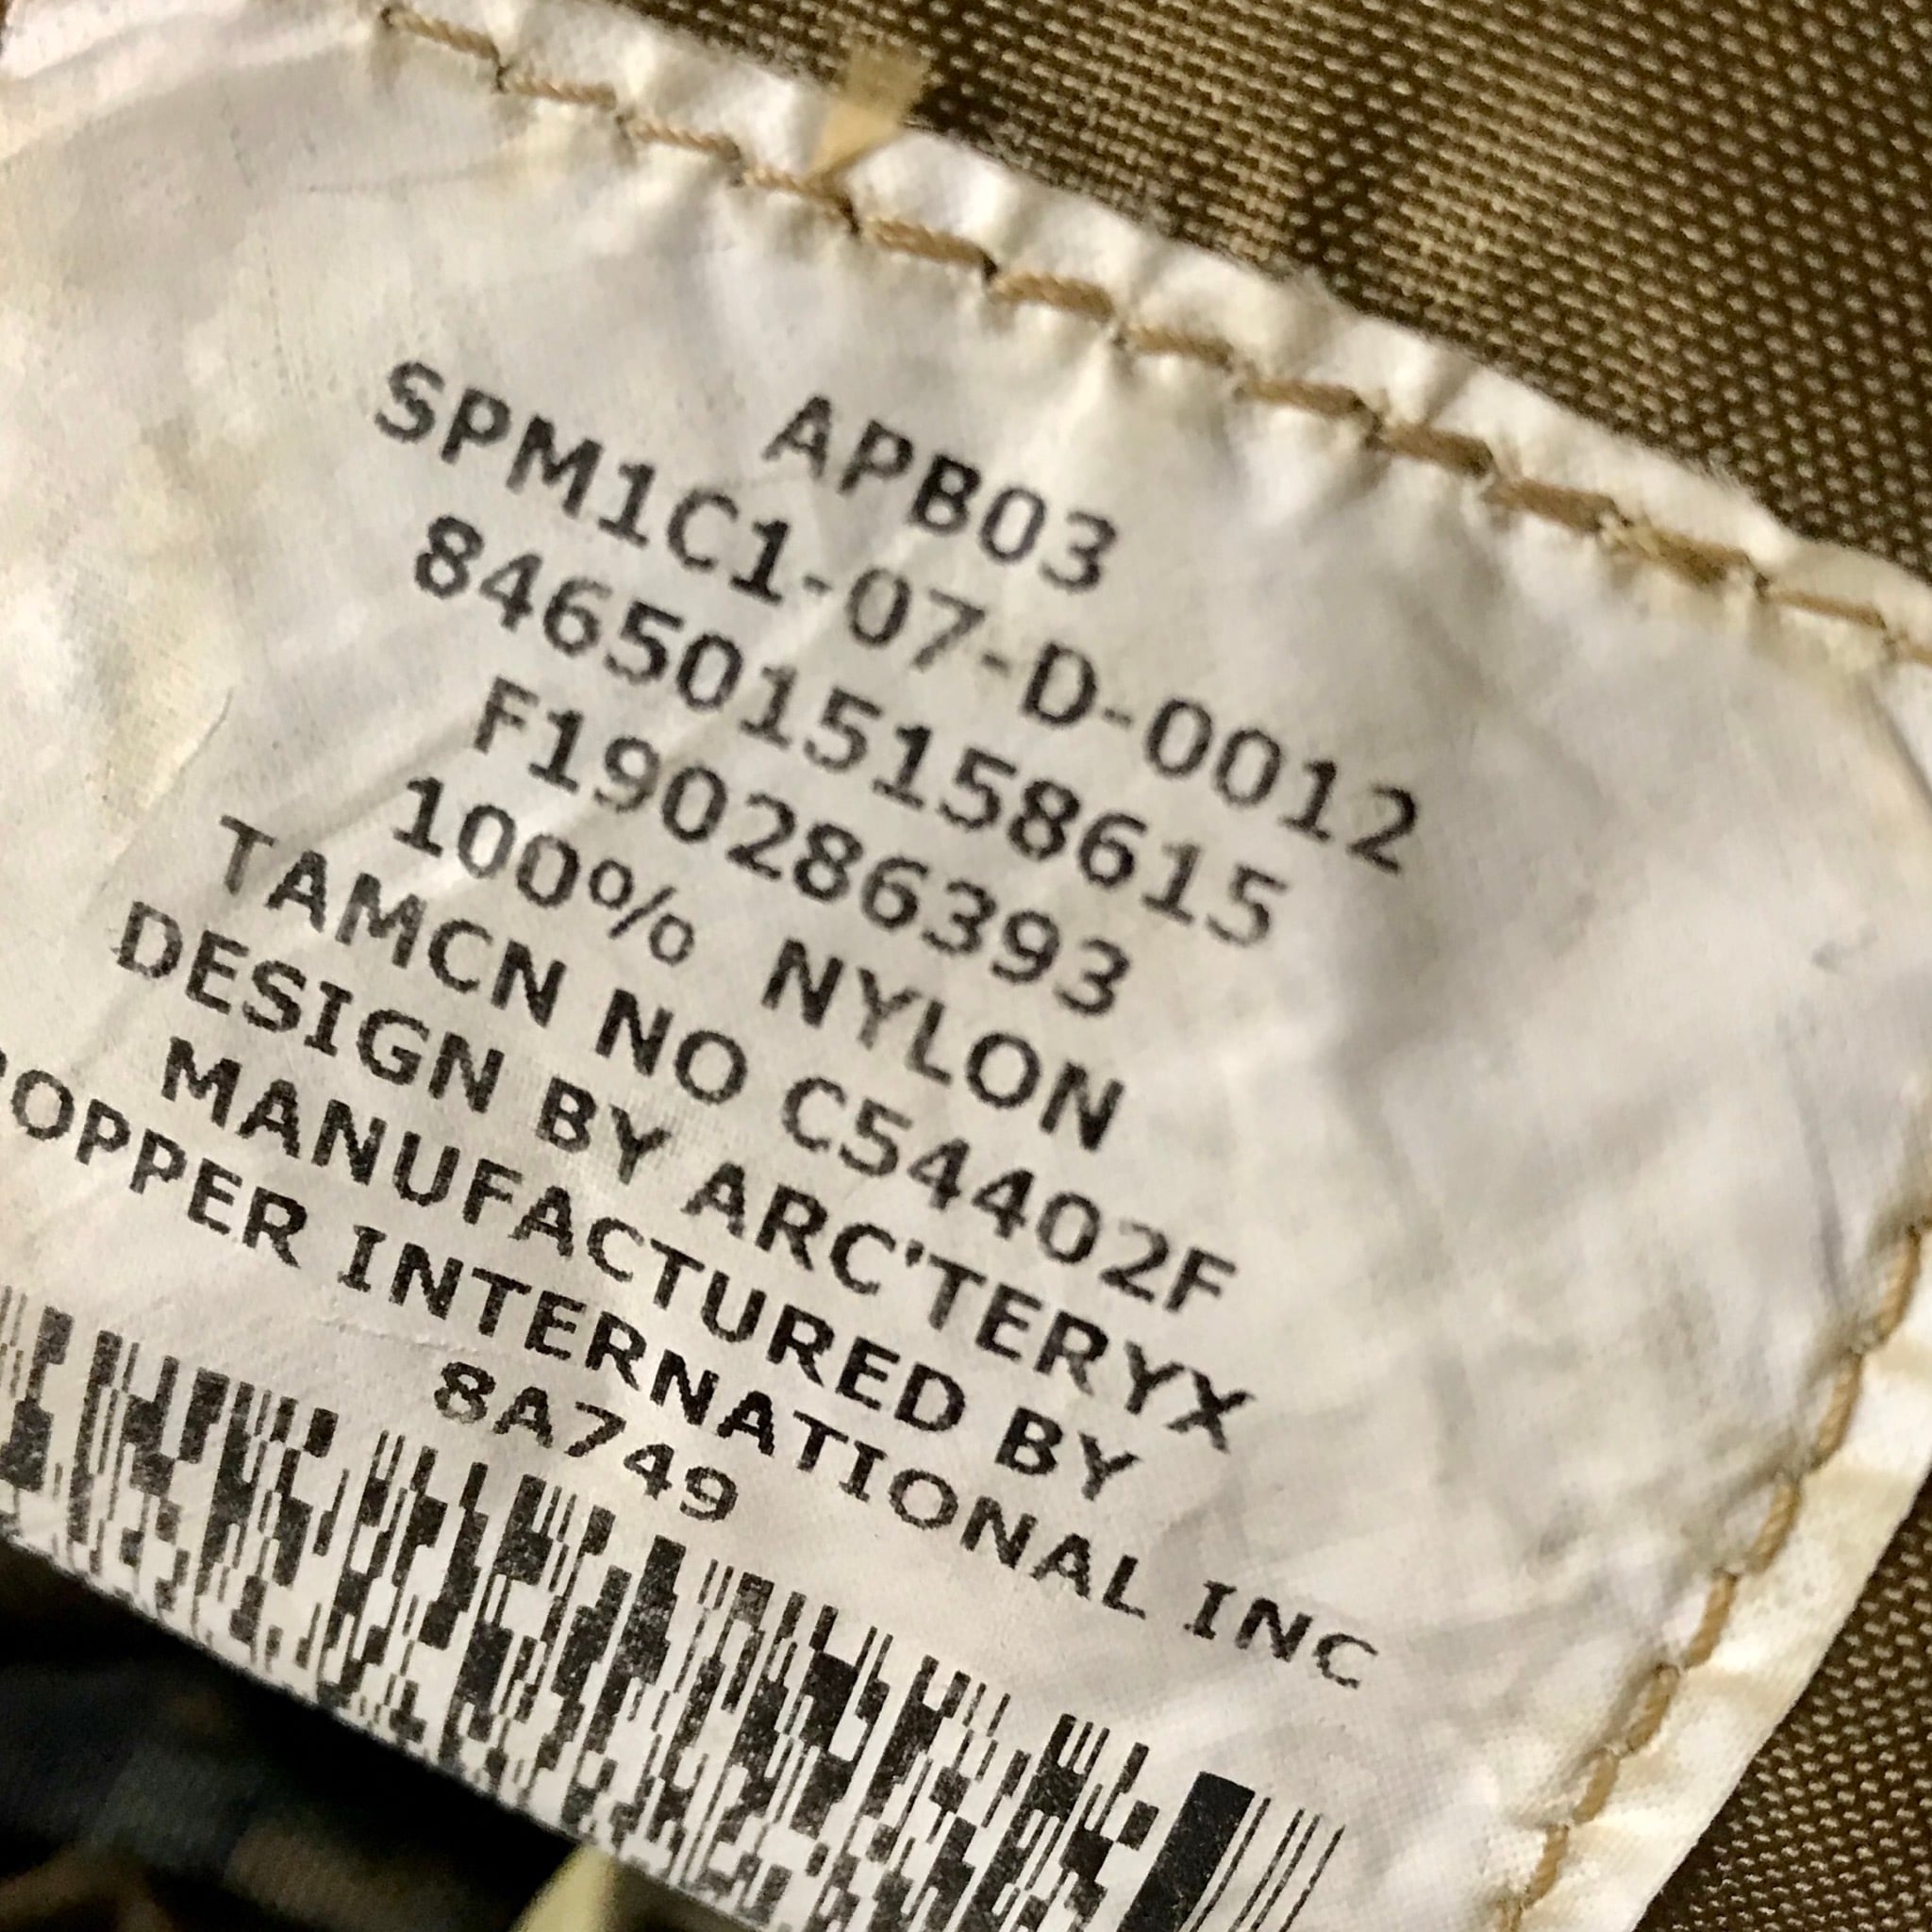 APB03
SPM1C1-07-D-0012
8465015158615
F190286393
100% NYLON
TAMCN NO C54402F
DESIGN BY ARC'TERYX
MANUFACTURED BY
OPPER INTERNATIONAL INC
8A749